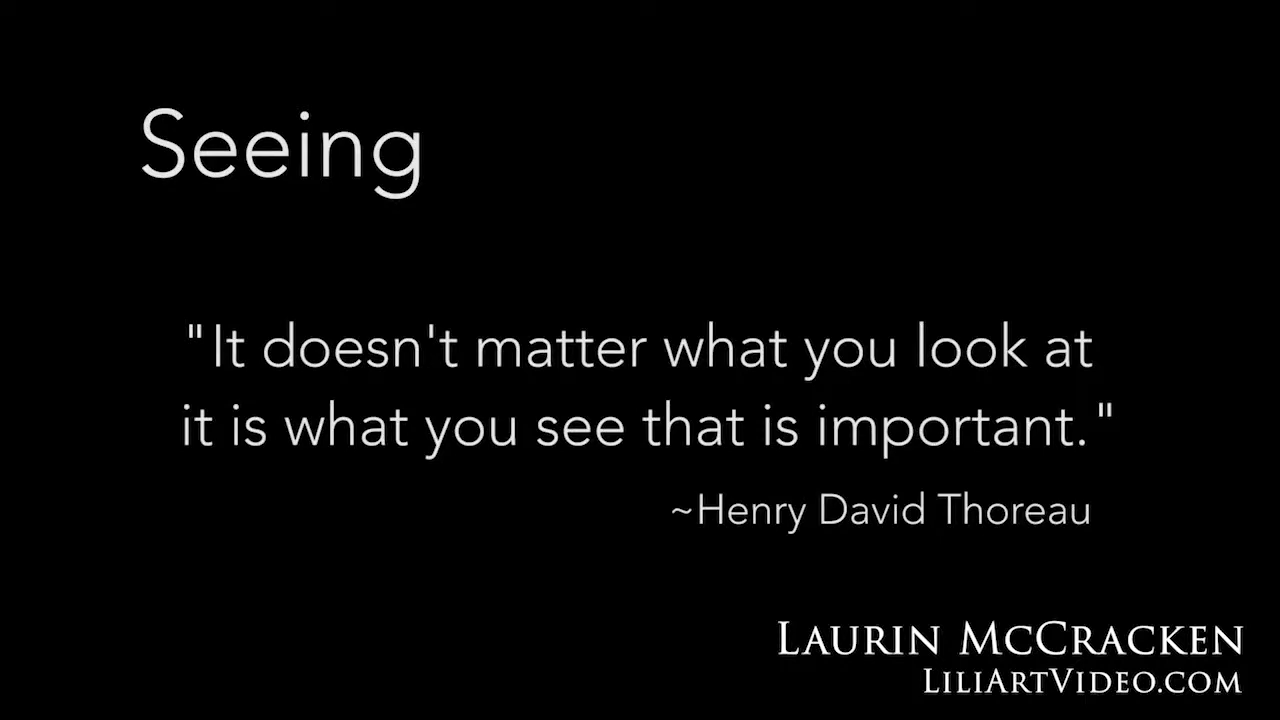 Seeing
"It doesn't matter what you look at
it is what you see that is important."
~Henry David Thoreau
LAURIN MCCRACKEN
LILIARTVIDEO.COM